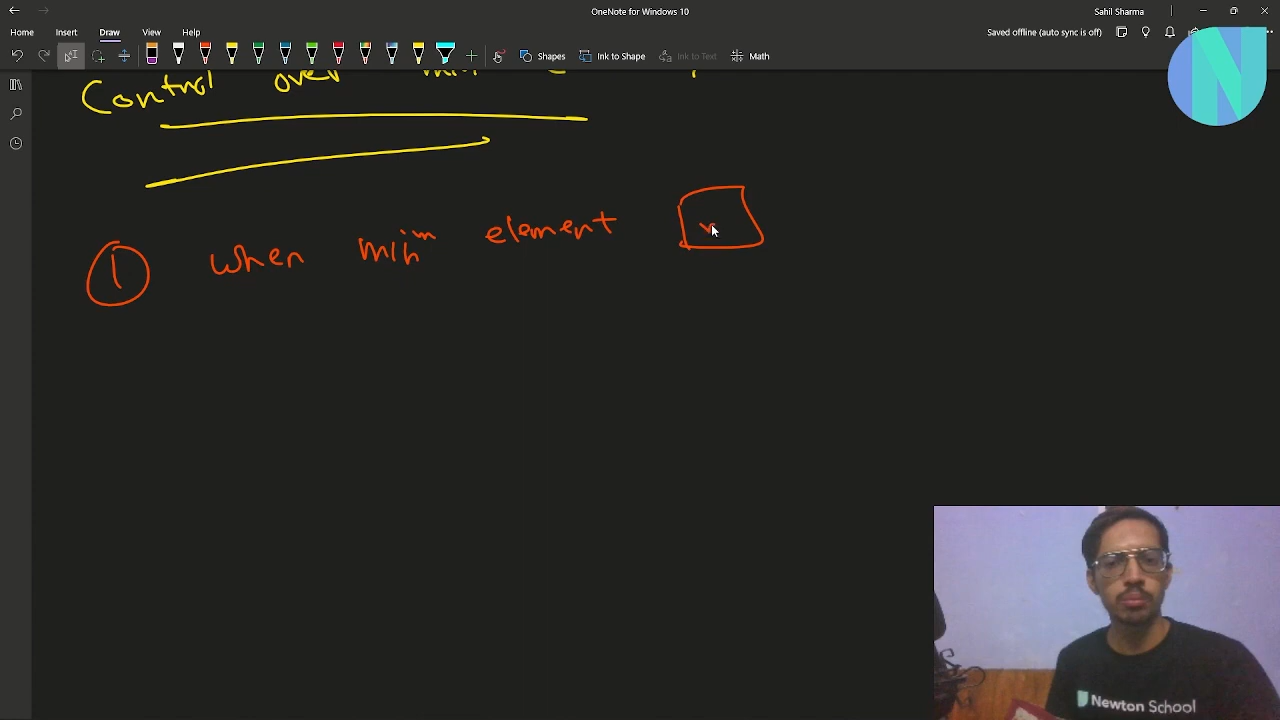 OneNote for Windows 10
Sahil Sharma
Home Insert Draw View Help
Saved offline (auto sync is off)
Shapes Ink to Shape Ink to Text Math
Control over
① when min^im element
Newton School